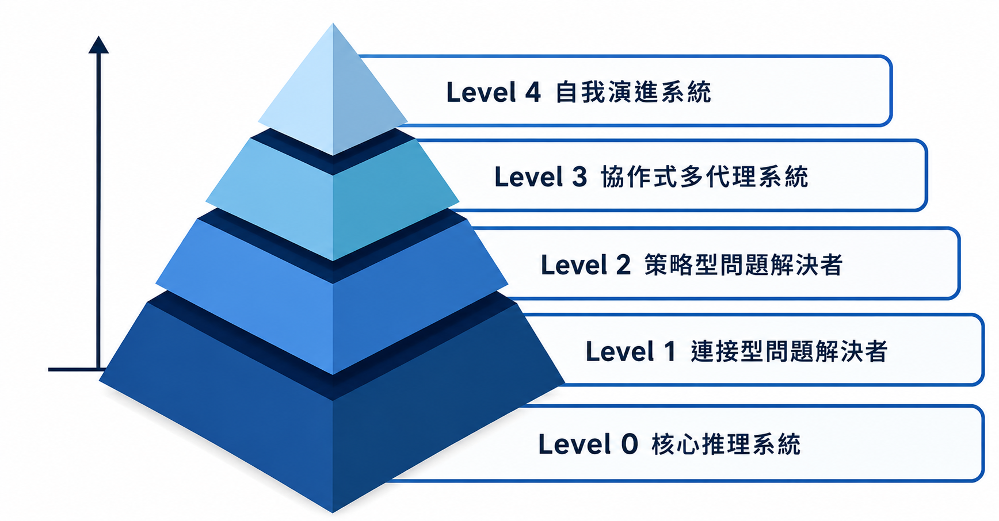 Level 4 自我演進系統
Level 3 協作式多代理系統
Level 2 策略型問題解決者
Level 1 連接型問題解決者
Level 0 核心推理系統